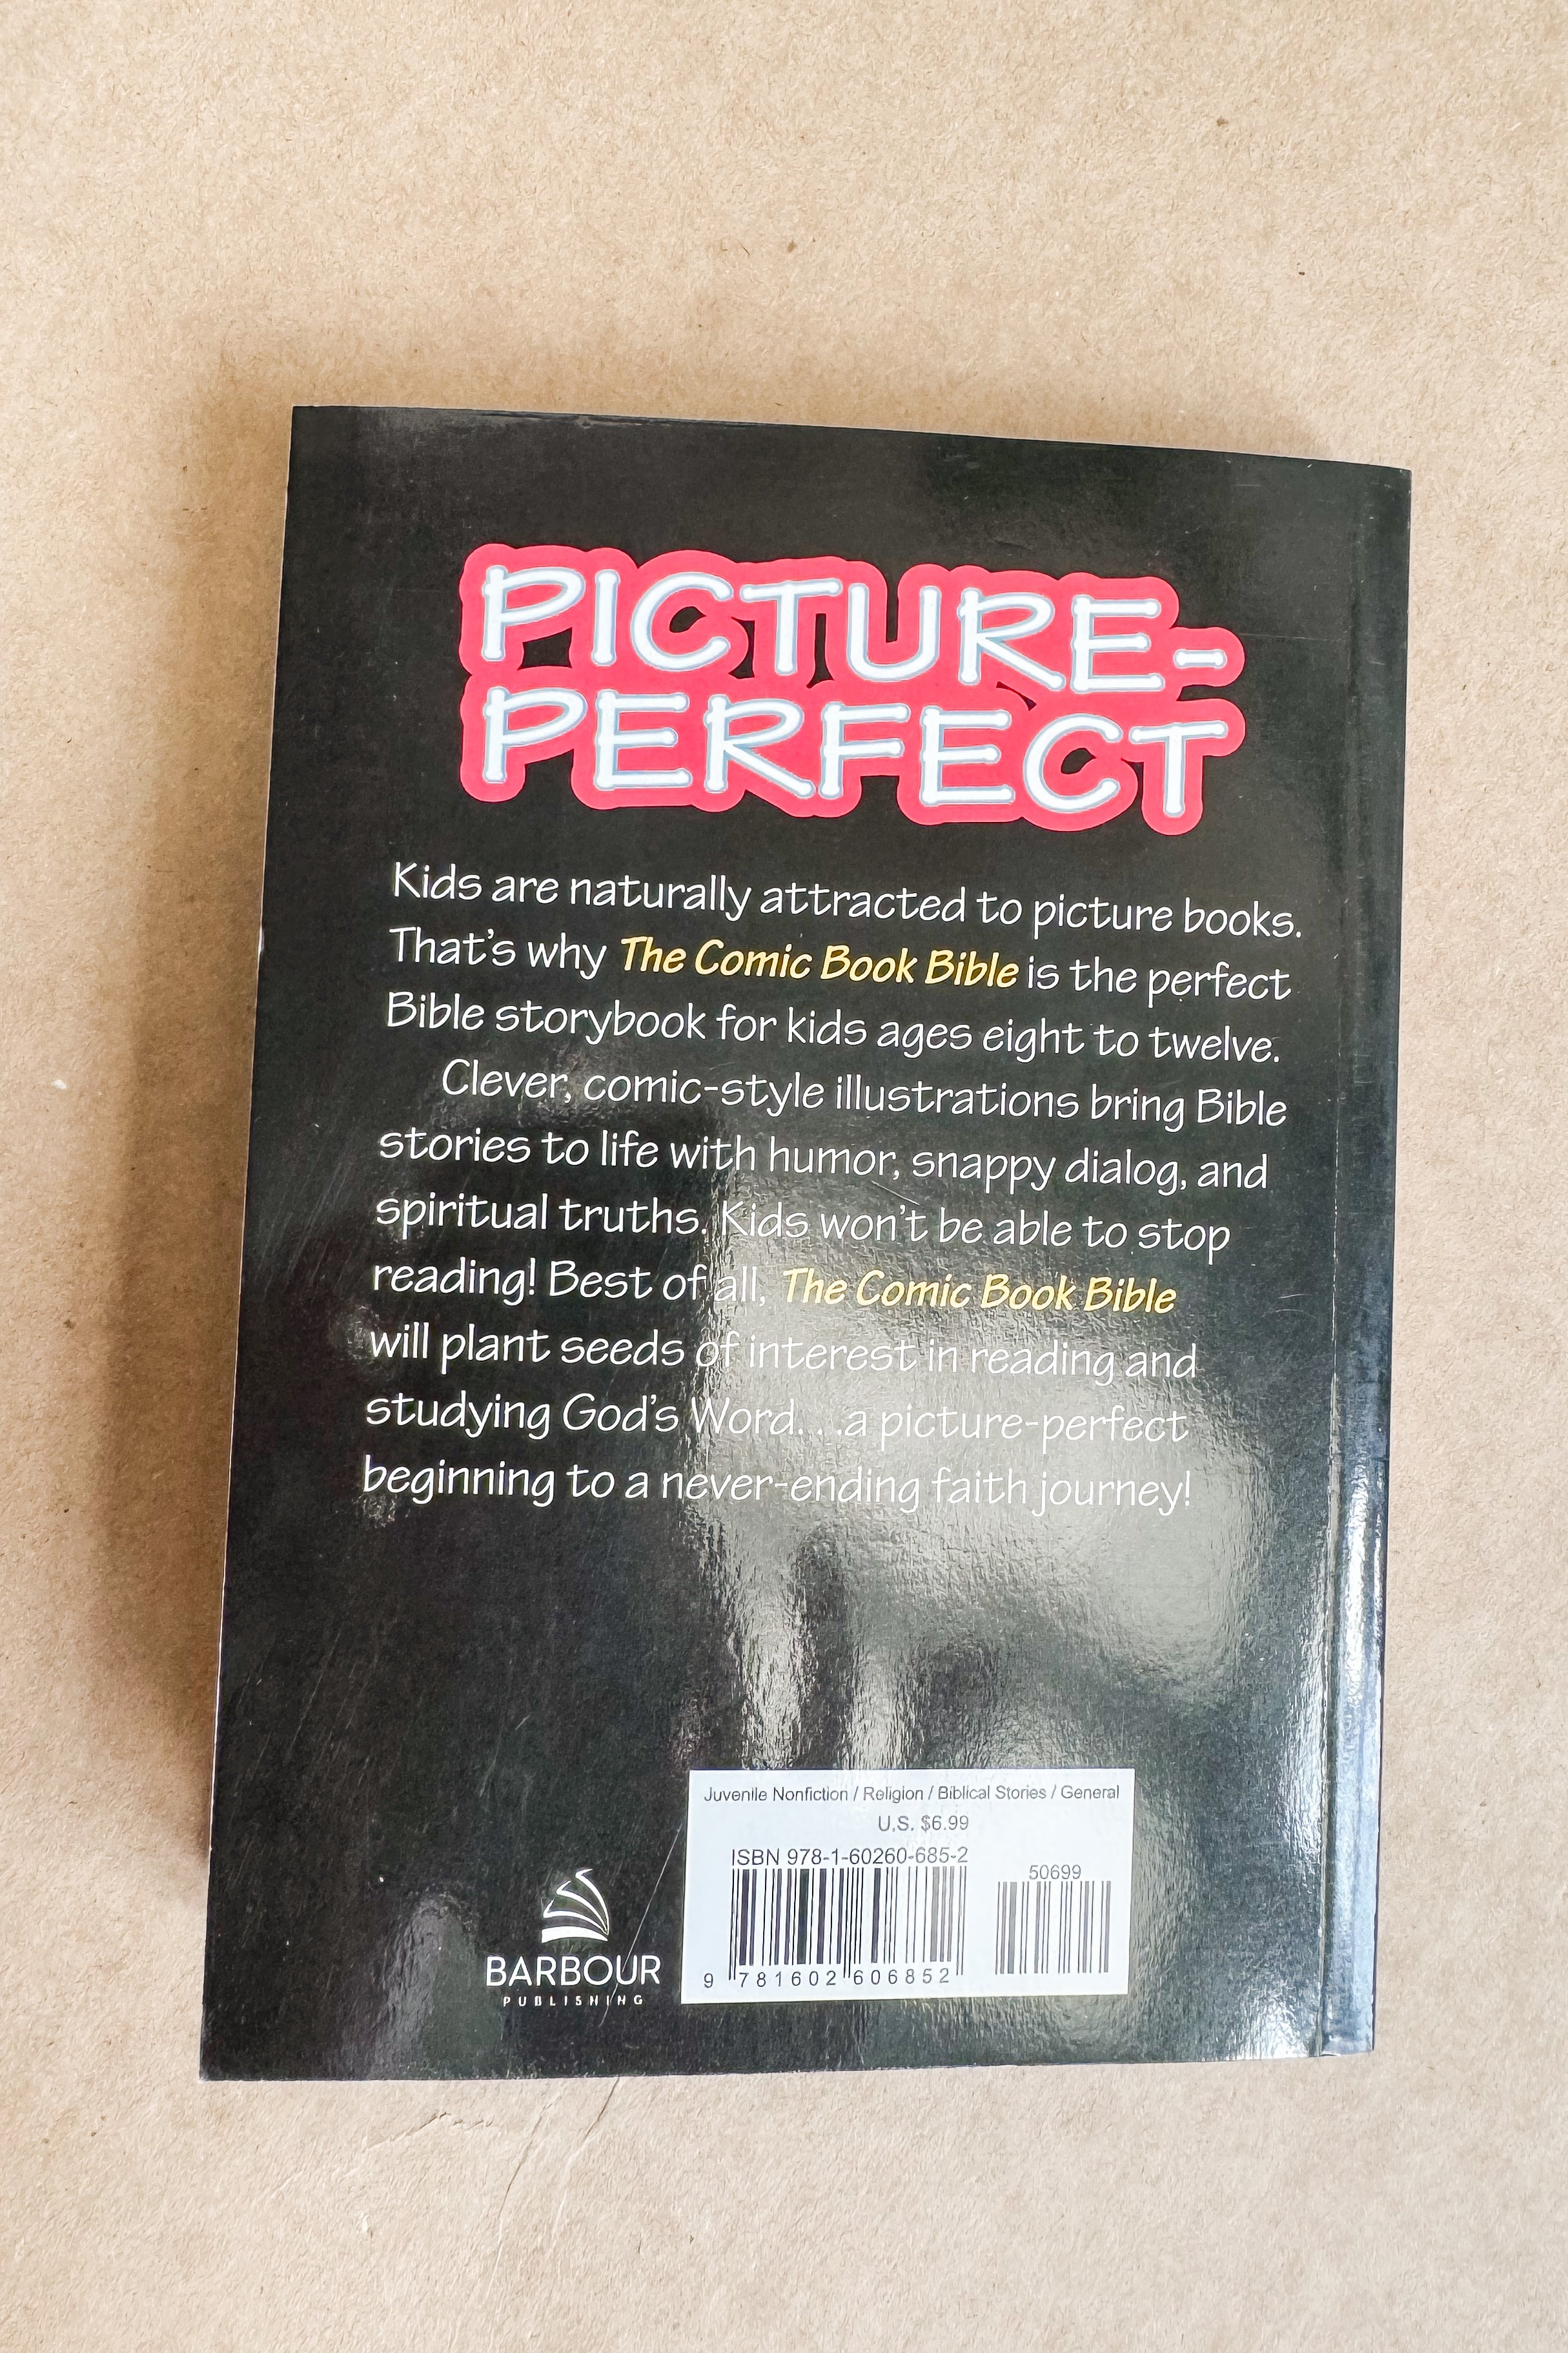 PICTURE-
PERFECT
Kids are naturally attracted to picture books.
That's why The Comic Book Bible is the perfect
Bible storybook for kids ages eight to twelve.
Clever, comic-style illustrations bring Bible
stories to life with humor, snappy dialog, and
spiritual truths. Kids won't be able to stop
reading! Best of all, The Comic Book Bible
will plant seeds of interest in reading and
studying God's Word. . .a picture-perfect
beginning to a never-ending faith journey!
Juvenile Nonfiction / Religion / Biblical Stories / General
U.S. $6.99
ISBN 978-1-60260-685-2
50699
9 781602 606852
BARBOUR
PUBLISHING